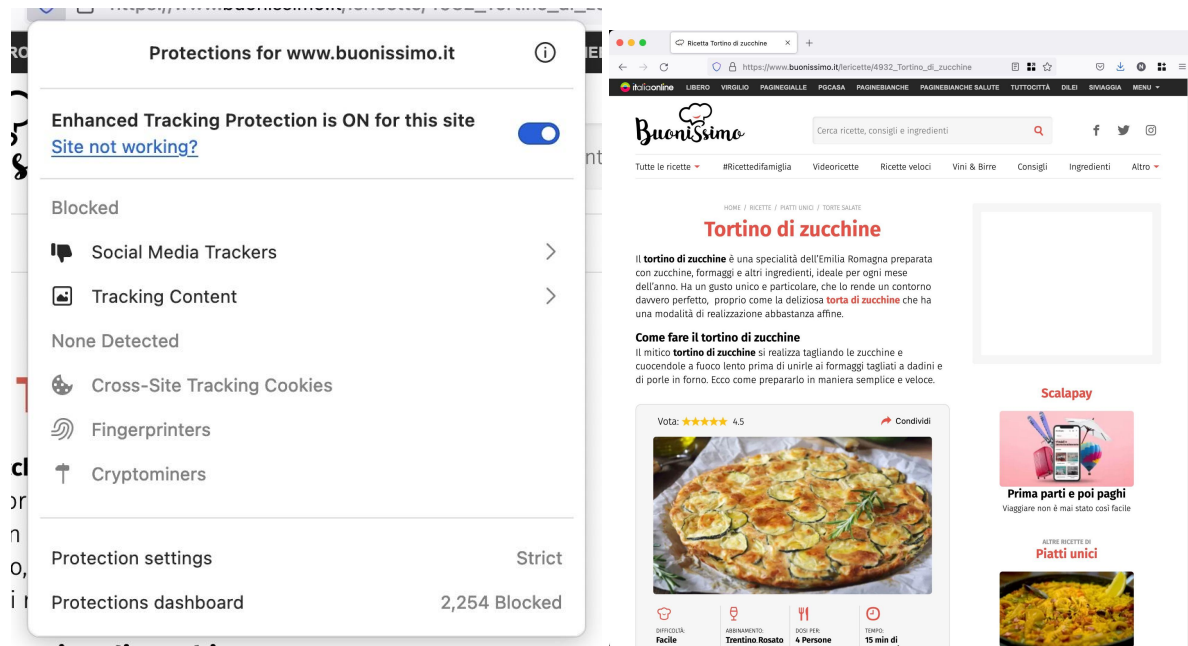 Protections for www.buonissimo.it
Enhanced Tracking Protection is ON for this site
Site not working?
Blocked
Social Media Trackers
Tracking Content
None Detected
Cross-Site Tracking Cookies
Fingerprinters
Cryptominers
Protection settings Strict
Protections dashboard 2,254 Blocked
Ricetta Tortino di zucchine
https://www.buonissimo.it/lericette/4932_Tortino_di_zucchine
italiaonline LIBERO VIRGILIO PAGINEGIALLE PGCASA PAGINEBIANCHE PAGINEBIANCHE SALUTE TUTTOCITTÀ DILEI SIVIAGGIA MENU
Buonissimo
Cerca ricette, consigli e ingredienti
Tutte le ricette #Ricettedifamiglia Videoricette Ricette veloci Vini & Birre Consigli Ingredienti Altro
HOME / RICETTE / PIATTI UNICI / TORTE SALATE
Tortino di zucchine
Il tortino di zucchine è una specialità dell'Emilia Romagna preparata
con zucchine, formaggi e altri ingredienti, ideale per ogni mese
dell'anno. Ha un gusto unico e particolare, che lo rende un contorno
davvero perfetto, proprio come la deliziosa torta di zucchine che ha
una modalità di realizzazione abbastanza affine.
Come fare il tortino di zucchine
Il mitico tortino di zucchine si realizza tagliando le zucchine e
cuocendole a fuoco lento prima di unirle ai formaggi tagliati a dadini e
di porle in forno. Ecco come prepararlo in maniera semplice e veloce.
Vota: 4.5 Condividi
DIFFICOLTÀ: ABBINAMENTO: DOSI PER: TEMPO:
Facile Trentino Rosato 4 Persone 15 min di
Scalapay
Prima parti e poi paghi
Viaggiare non è mai stato così facile
ALTRE RICETTE DI
Piatti unici